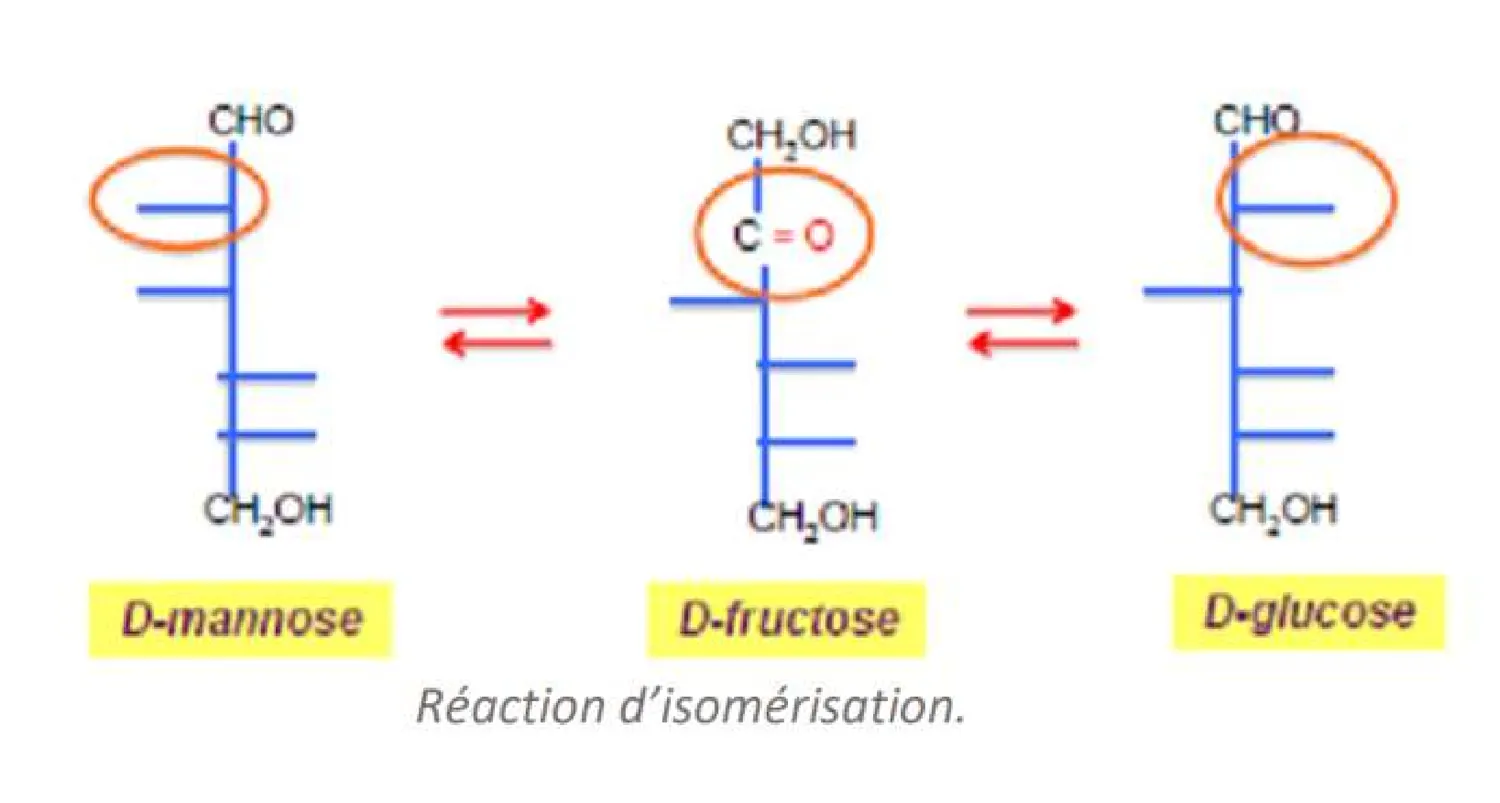 CHO
CH₂OH
CHO
C = O
CH₂OH
CH₂OH
CH₂OH
D-mannose
D-fructose
D-glucose
Réaction d’isomérisation.